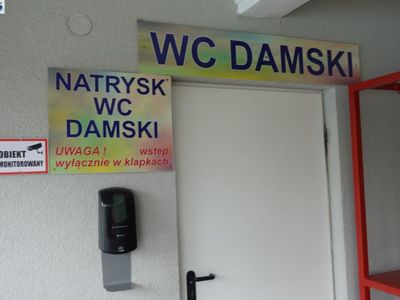 WC DAMSKI
NATRYSK
WC
DAMSKI
UWAGA ! wstęp
wyłącznie w klapkach
OBIEKT
MONITOROWANY